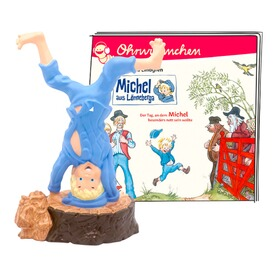 Ohrwürmchen
Michel
aus Lönneberga
Der Tag, an dem Michel
besonders nett sein wollte